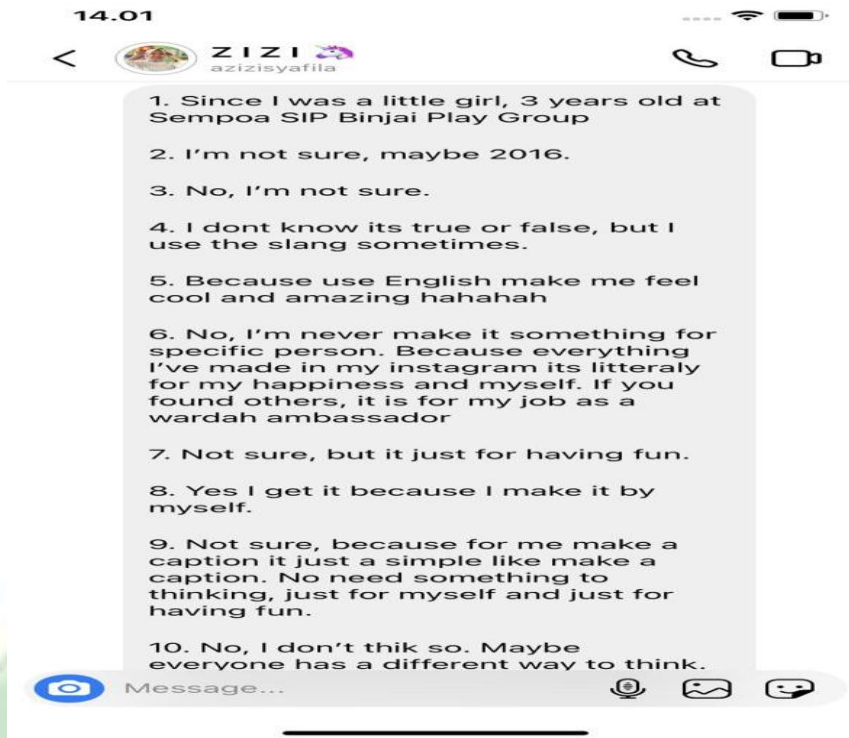 14.01
Z I Z I 🦄
azizisyafila
1. Since I was a little girl, 3 years old at
Sempoa SIP Binjai Play Group
2. I'm not sure, maybe 2016.
3. No, I'm not sure.
4. I dont know its true or false, but I
use the slang sometimes.
5. Because use English make me feel
cool and amazing hahahah
6. No, I'm never make it something for
specific person. Because everything
I've made in my instagram its litteraly
for my happiness and myself. If you
found others, it is for my job as a
wardah ambassador
7. Not sure, but it just for having fun.
8. Yes I get it because I make it by
myself.
9. Not sure, because for me make a
caption it just a simple like make a
caption. No need something to
thinking, just for myself and just for
having fun.
10. No, I don't thik so. Maybe
everyone has a different way to think.
Message...